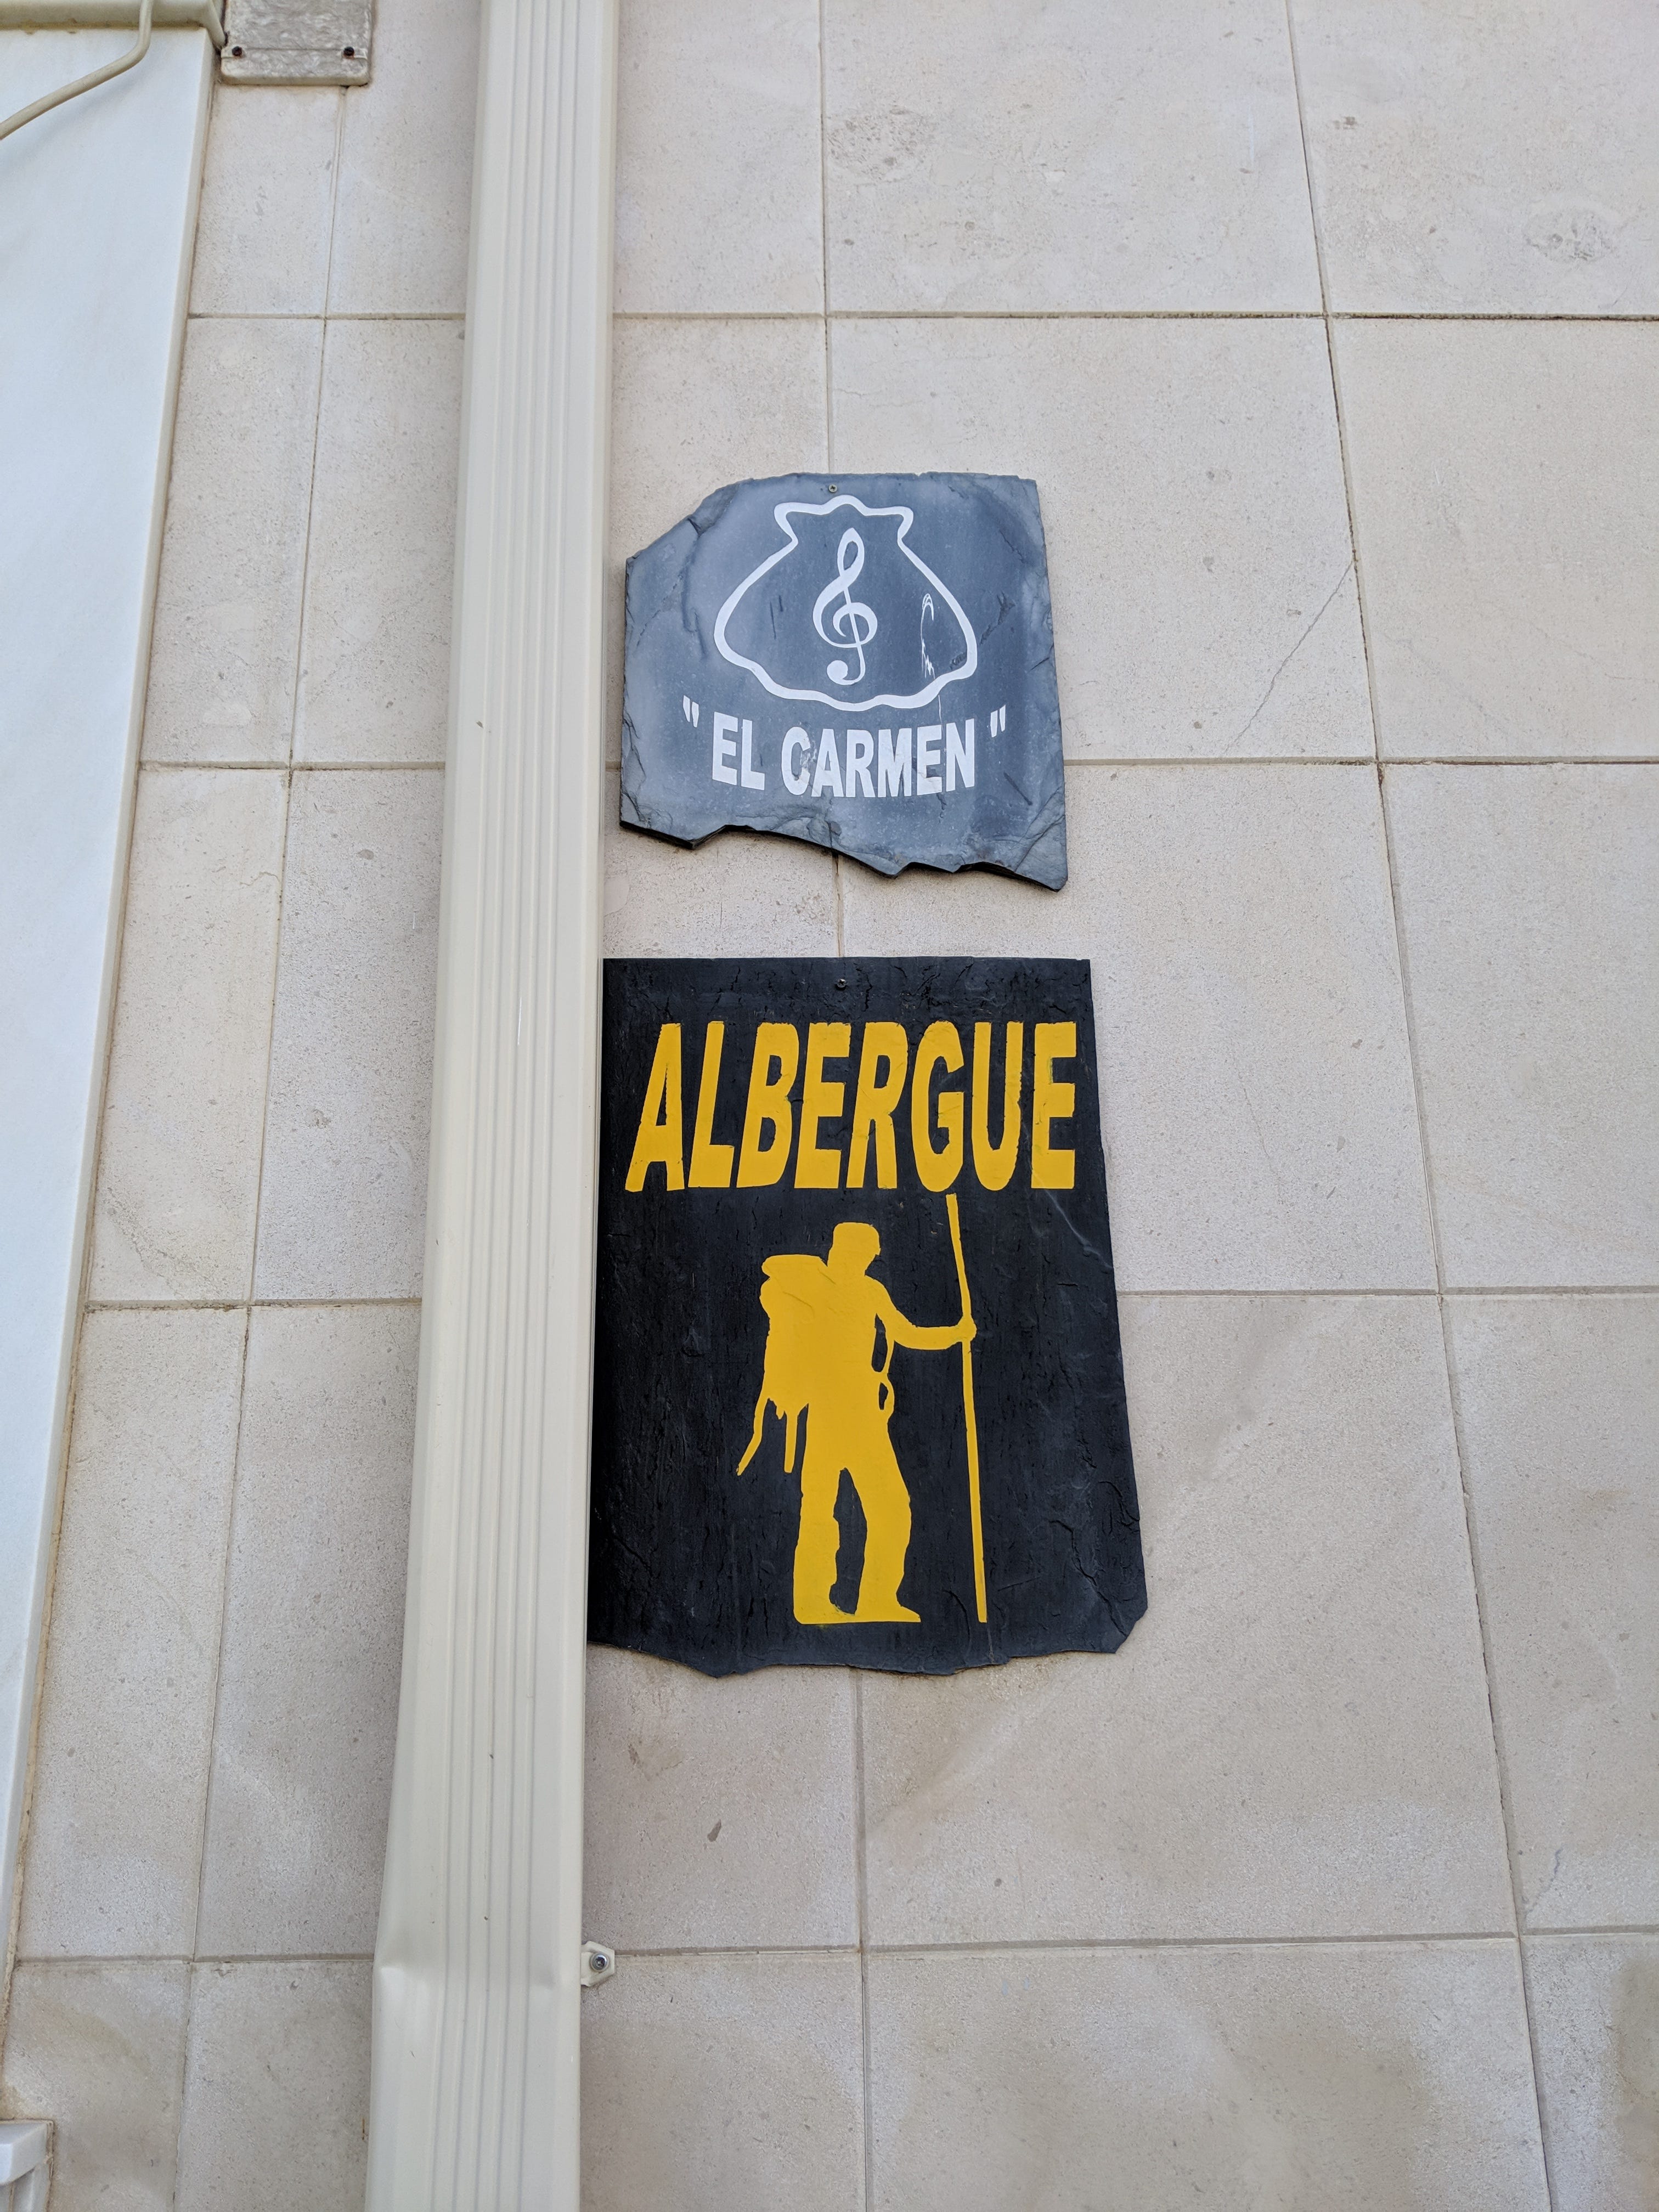 " EL CARMEN "
ALBERGUE